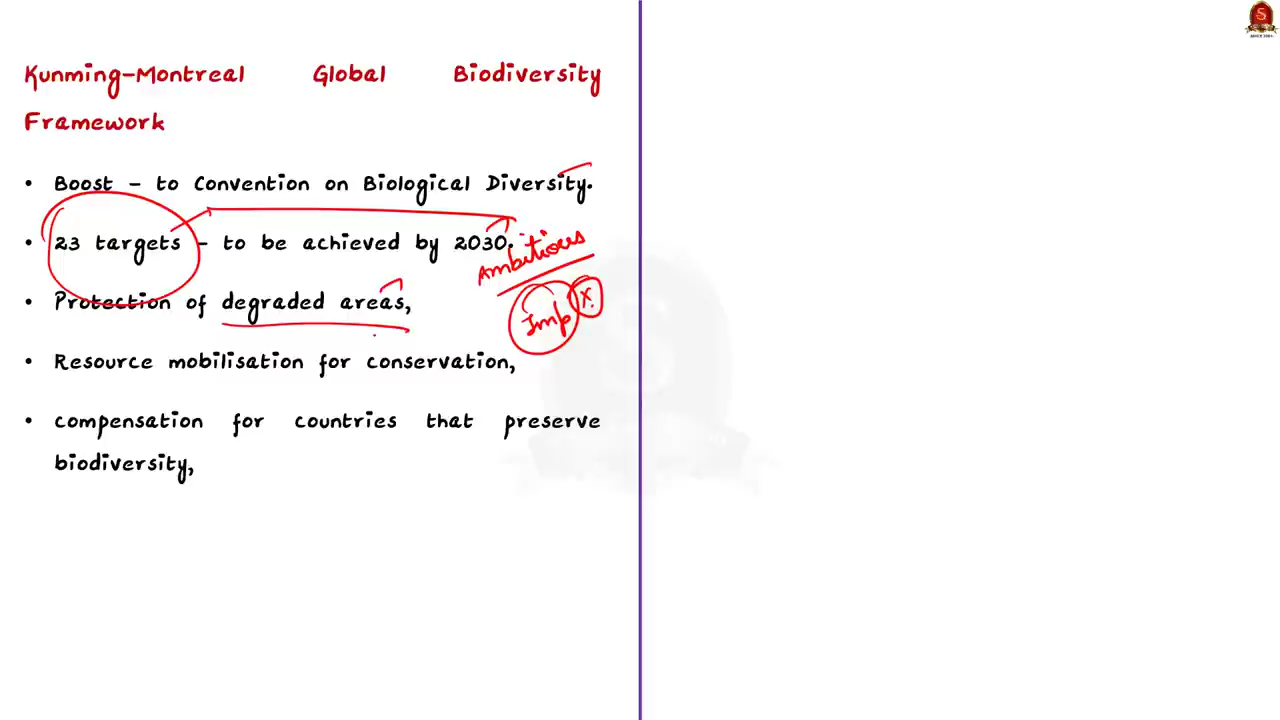 Kunming-Montreal Global Biodiversity
Framework
• Boost – to Convention on Biological Diversity.
• 23 targets – to be achieved by 2030.
Ambitious
• Protection of degraded areas,
Imp X
• Resource mobilisation for conservation,
• compensation for countries that preserve
biodiversity,
S